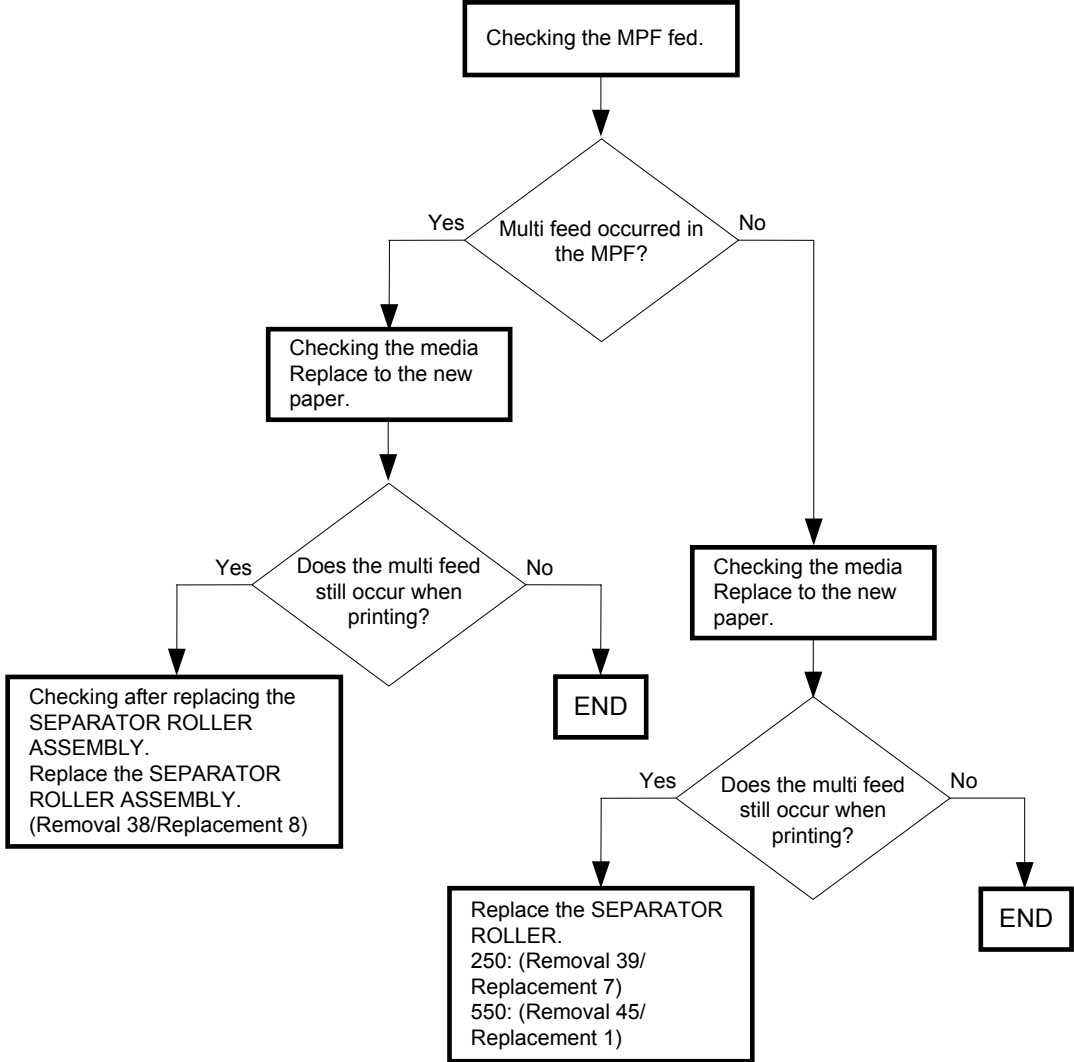 Checking the MPF fed.
Yes
Multi feed occurred in
the MPF?
No
Checking the media
Replace to the new
paper.
Yes
Does the multi feed
still occur when
printing?
No
Checking the media
Replace to the new
paper.
Checking after replacing the
SEPARATOR ROLLER
ASSEMBLY.
Replace the SEPARATOR
ROLLER ASSEMBLY.
(Removal 38/Replacement 8)
END
Yes
Does the multi feed
still occur when
printing?
No
Replace the SEPARATOR
ROLLER.
250: (Removal 39/
Replacement 7)
550: (Removal 45/
Replacement 1)
END